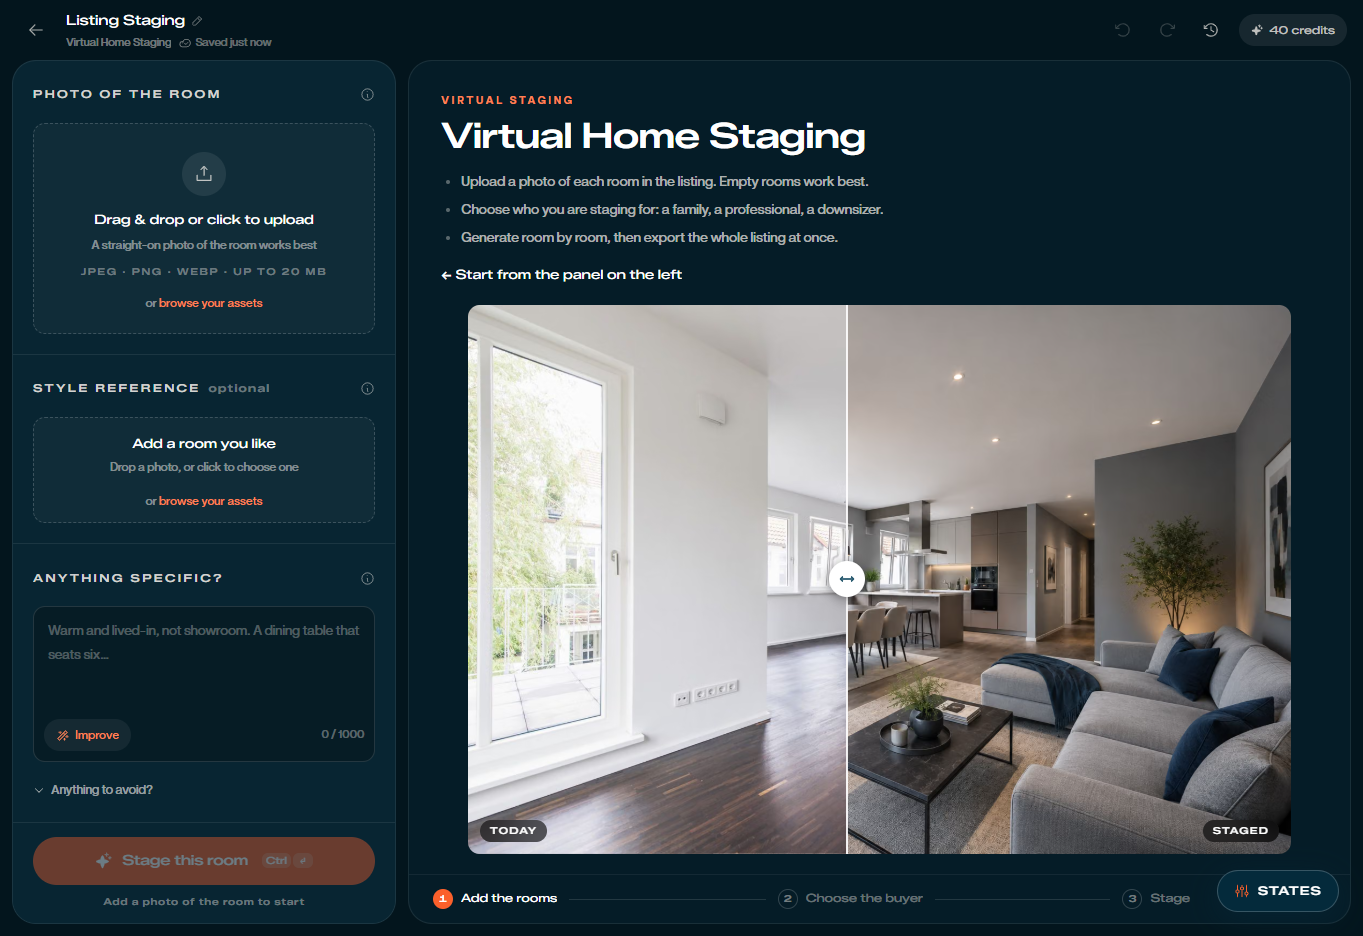 Listing Staging
Virtual Home Staging Saved just now
40 credits
PHOTO OF THE ROOM
Drag & drop or click to upload
A straight-on photo of the room works best
JPEG · PNG · WEBP · UP TO 20 MB
or browse your assets
STYLE REFERENCE optional
Add a room you like
Drop a photo, or click to choose one
or browse your assets
ANYTHING SPECIFIC?
Warm and lived-in, not showroom. A dining table that
seats six...
Improve
0 / 1000
Anything to avoid?
Stage this room Ctrl ↵
Add a photo of the room to start
VIRTUAL STAGING
Virtual Home Staging
• Upload a photo of each room in the listing. Empty rooms work best.
• Choose who you are staging for: a family, a professional, a downsizer.
• Generate room by room, then export the whole listing at once.
← Start from the panel on the left
TODAY
STAGED
1 Add the rooms
2 Choose the buyer
3 Stage
STATES